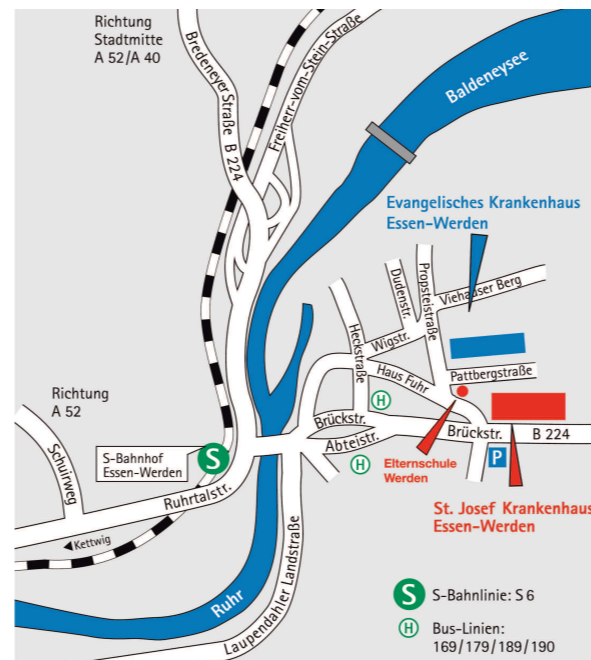 Richtung
Stadtmitte
A 52/A 40
Bredeneyer
Straße B 224
Freiherr-vom-Stein-Straße
Baldeneysee
Evangelisches Krankenhaus
Essen-Werden
Dudenstr.
Propsteistraße
Viehauser Berg
Heckstraße
Wigstr.
Haus Fuhr
Pattbergstraße
Richtung
A 52
Schuirweg
S-Bahnhof
Essen-Werden
S
H
Brückstr.
Abteistr.
H
Brückstr.
B 224
P
Elternschule
Werden
Ruhrtalstr.
Kettwig
St. Josef Krankenhaus
Essen-Werden
Ruhr
Laupendahler Landstraße
S S-Bahnlinie: S 6
H Bus-Linien:
169/179/189/190